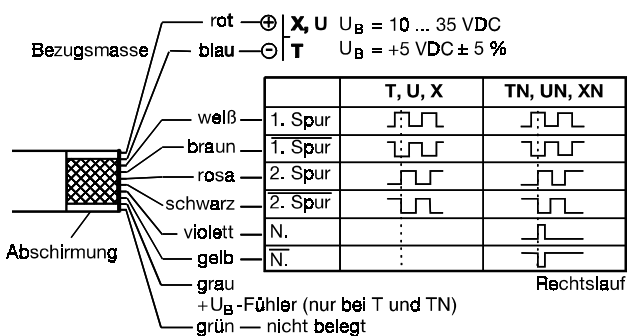 rot ⊕ X, U U_B = 10 ... 35 VDC
Bezugsmasse blau ⊖ T U_B = +5 VDC ± 5 %
T, U, X TN, UN, XN
weiß 1. Spur
braun 1. Spur
rosa 2. Spur
schwarz 2. Spur
violett N.
gelb N.
Abschirmung
grau Rechtslauf
+U_B-Fühler (nur bei T und TN)
grün — nicht belegt